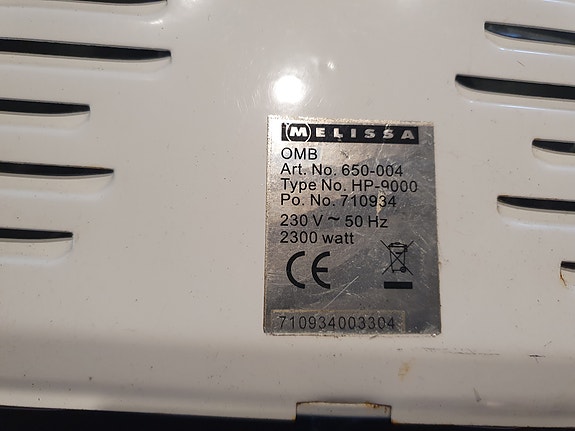 MELISSA
OMB
Art. No. 650-004
Type No. HP-9000
Po. No. 710934
230 V ~ 50 Hz
2300 watt
CE
710934003304